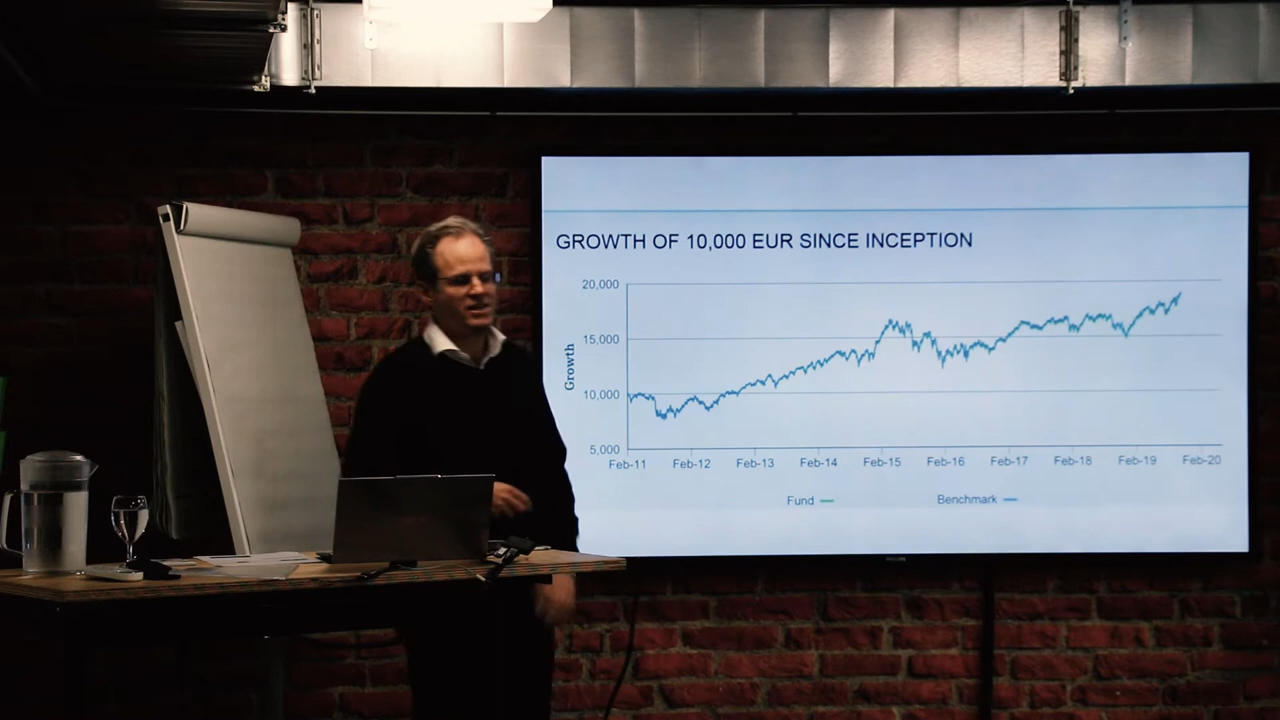 GROWTH OF 10,000 EUR SINCE INCEPTION
20,000
15,000
10,000
5,000
Growth
Feb-11 Feb-12 Feb-13 Feb-14 Feb-15 Feb-16 Feb-17 Feb-18 Feb-19 Feb-20
Fund Benchmark
PHILIPS